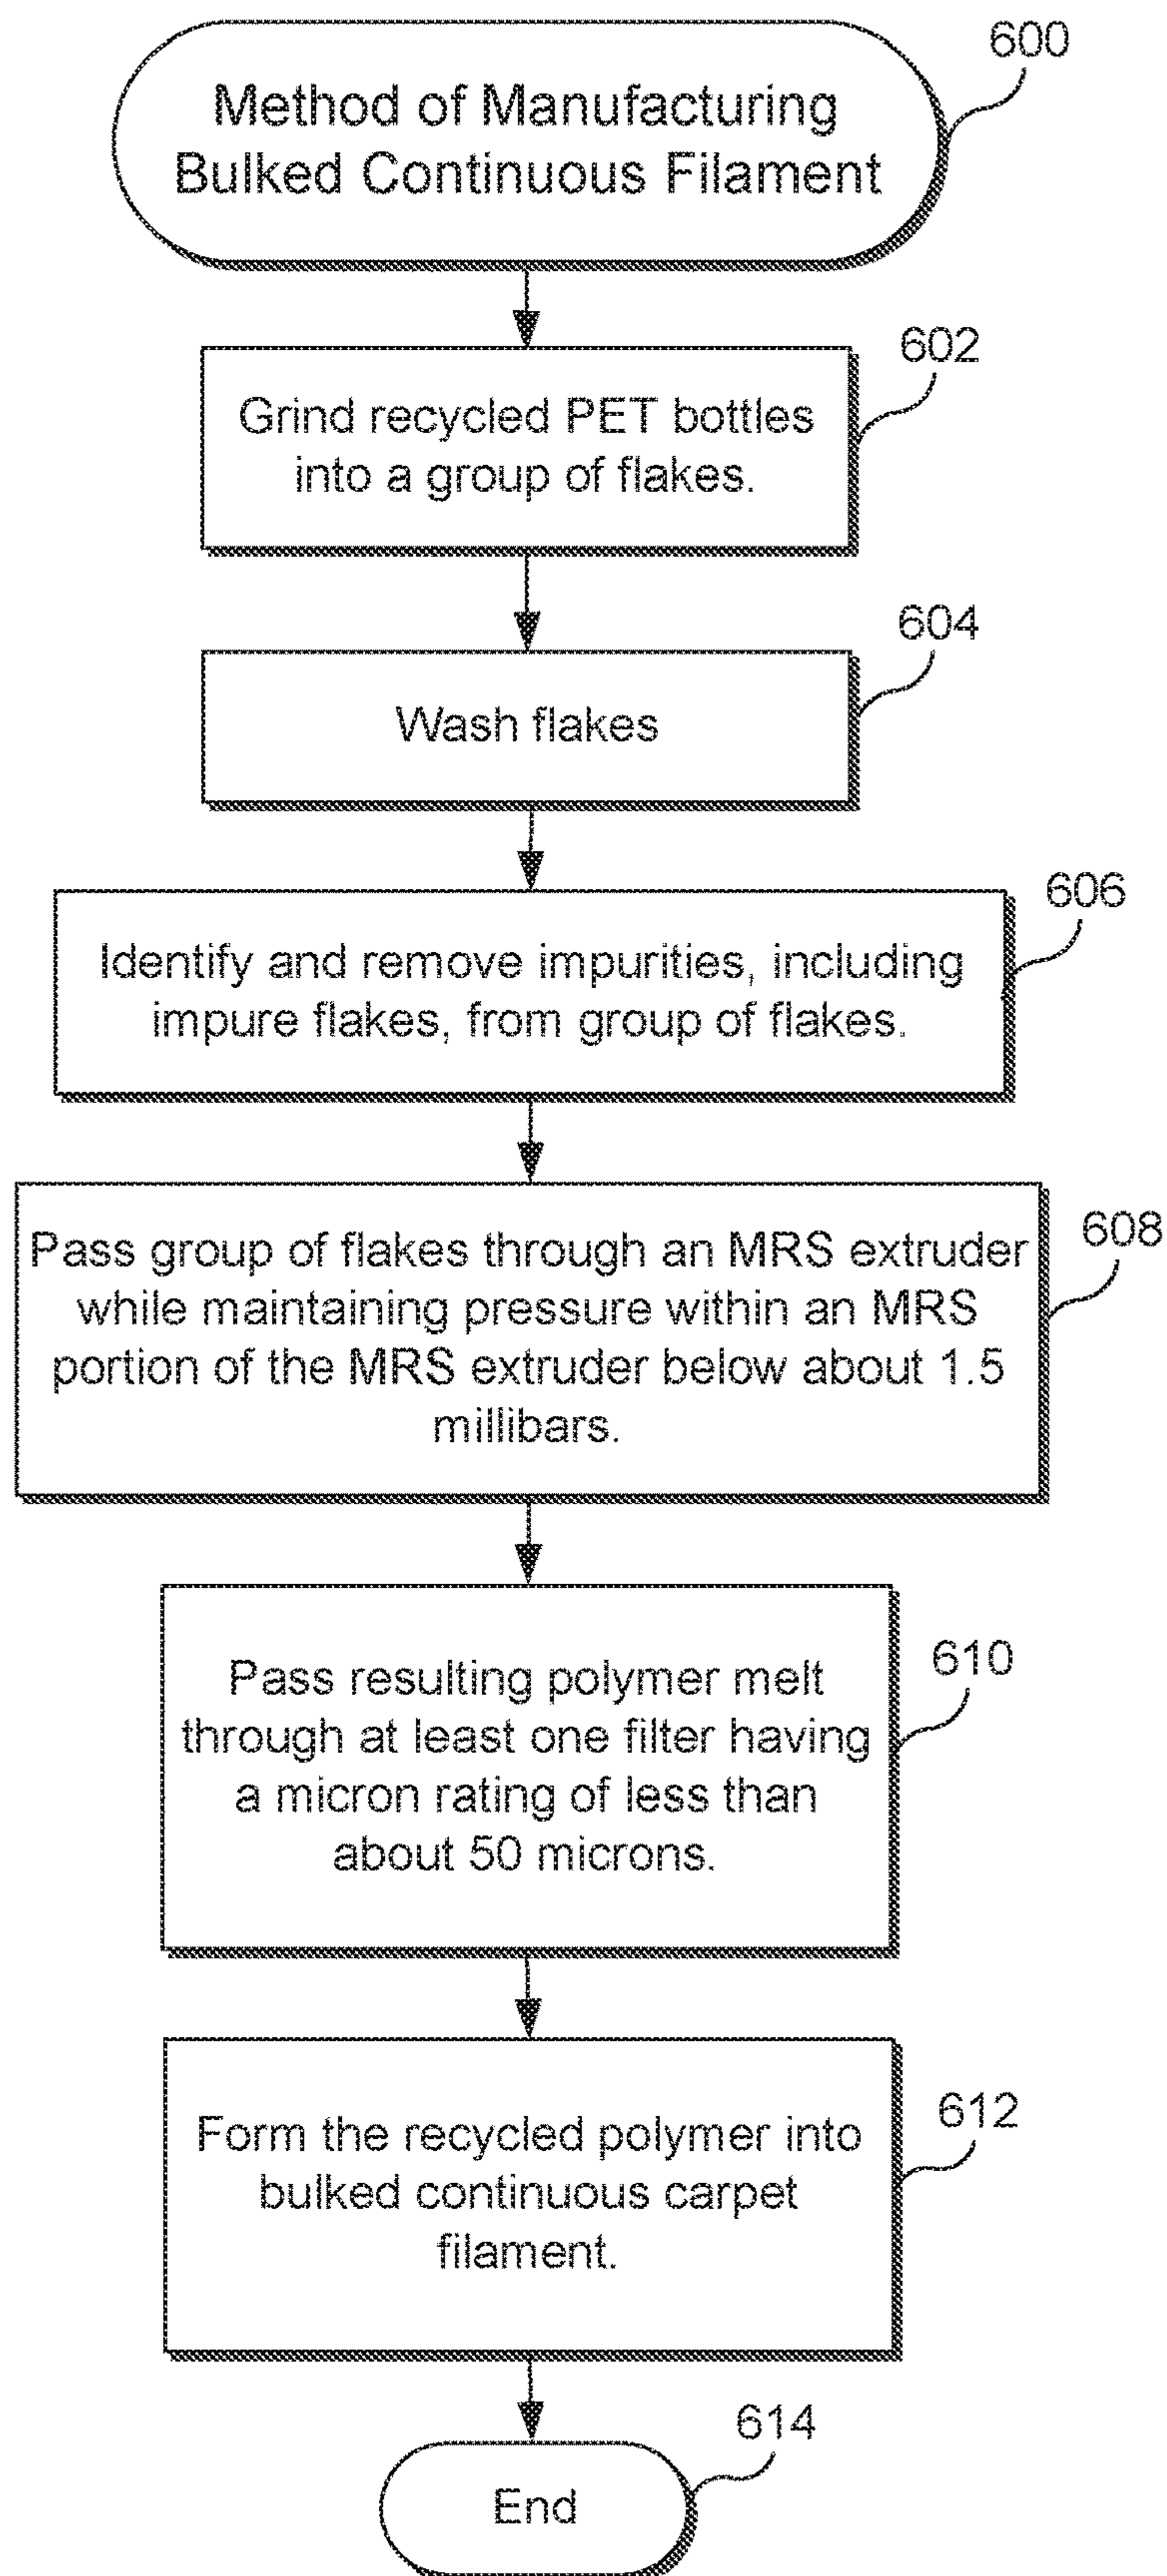 600
Method of Manufacturing
Bulked Continuous Filament
602
Grind recycled PET bottles
into a group of flakes.
604
Wash flakes
606
Identify and remove impurities, including
impure flakes, from group of flakes.
608
Pass group of flakes through an MRS extruder
while maintaining pressure within an MRS
portion of the MRS extruder below about 1.5
millibars.
610
Pass resulting polymer melt
through at least one filter having
a micron rating of less than
about 50 microns.
612
Form the recycled polymer into
bulked continuous carpet
filament.
614
End